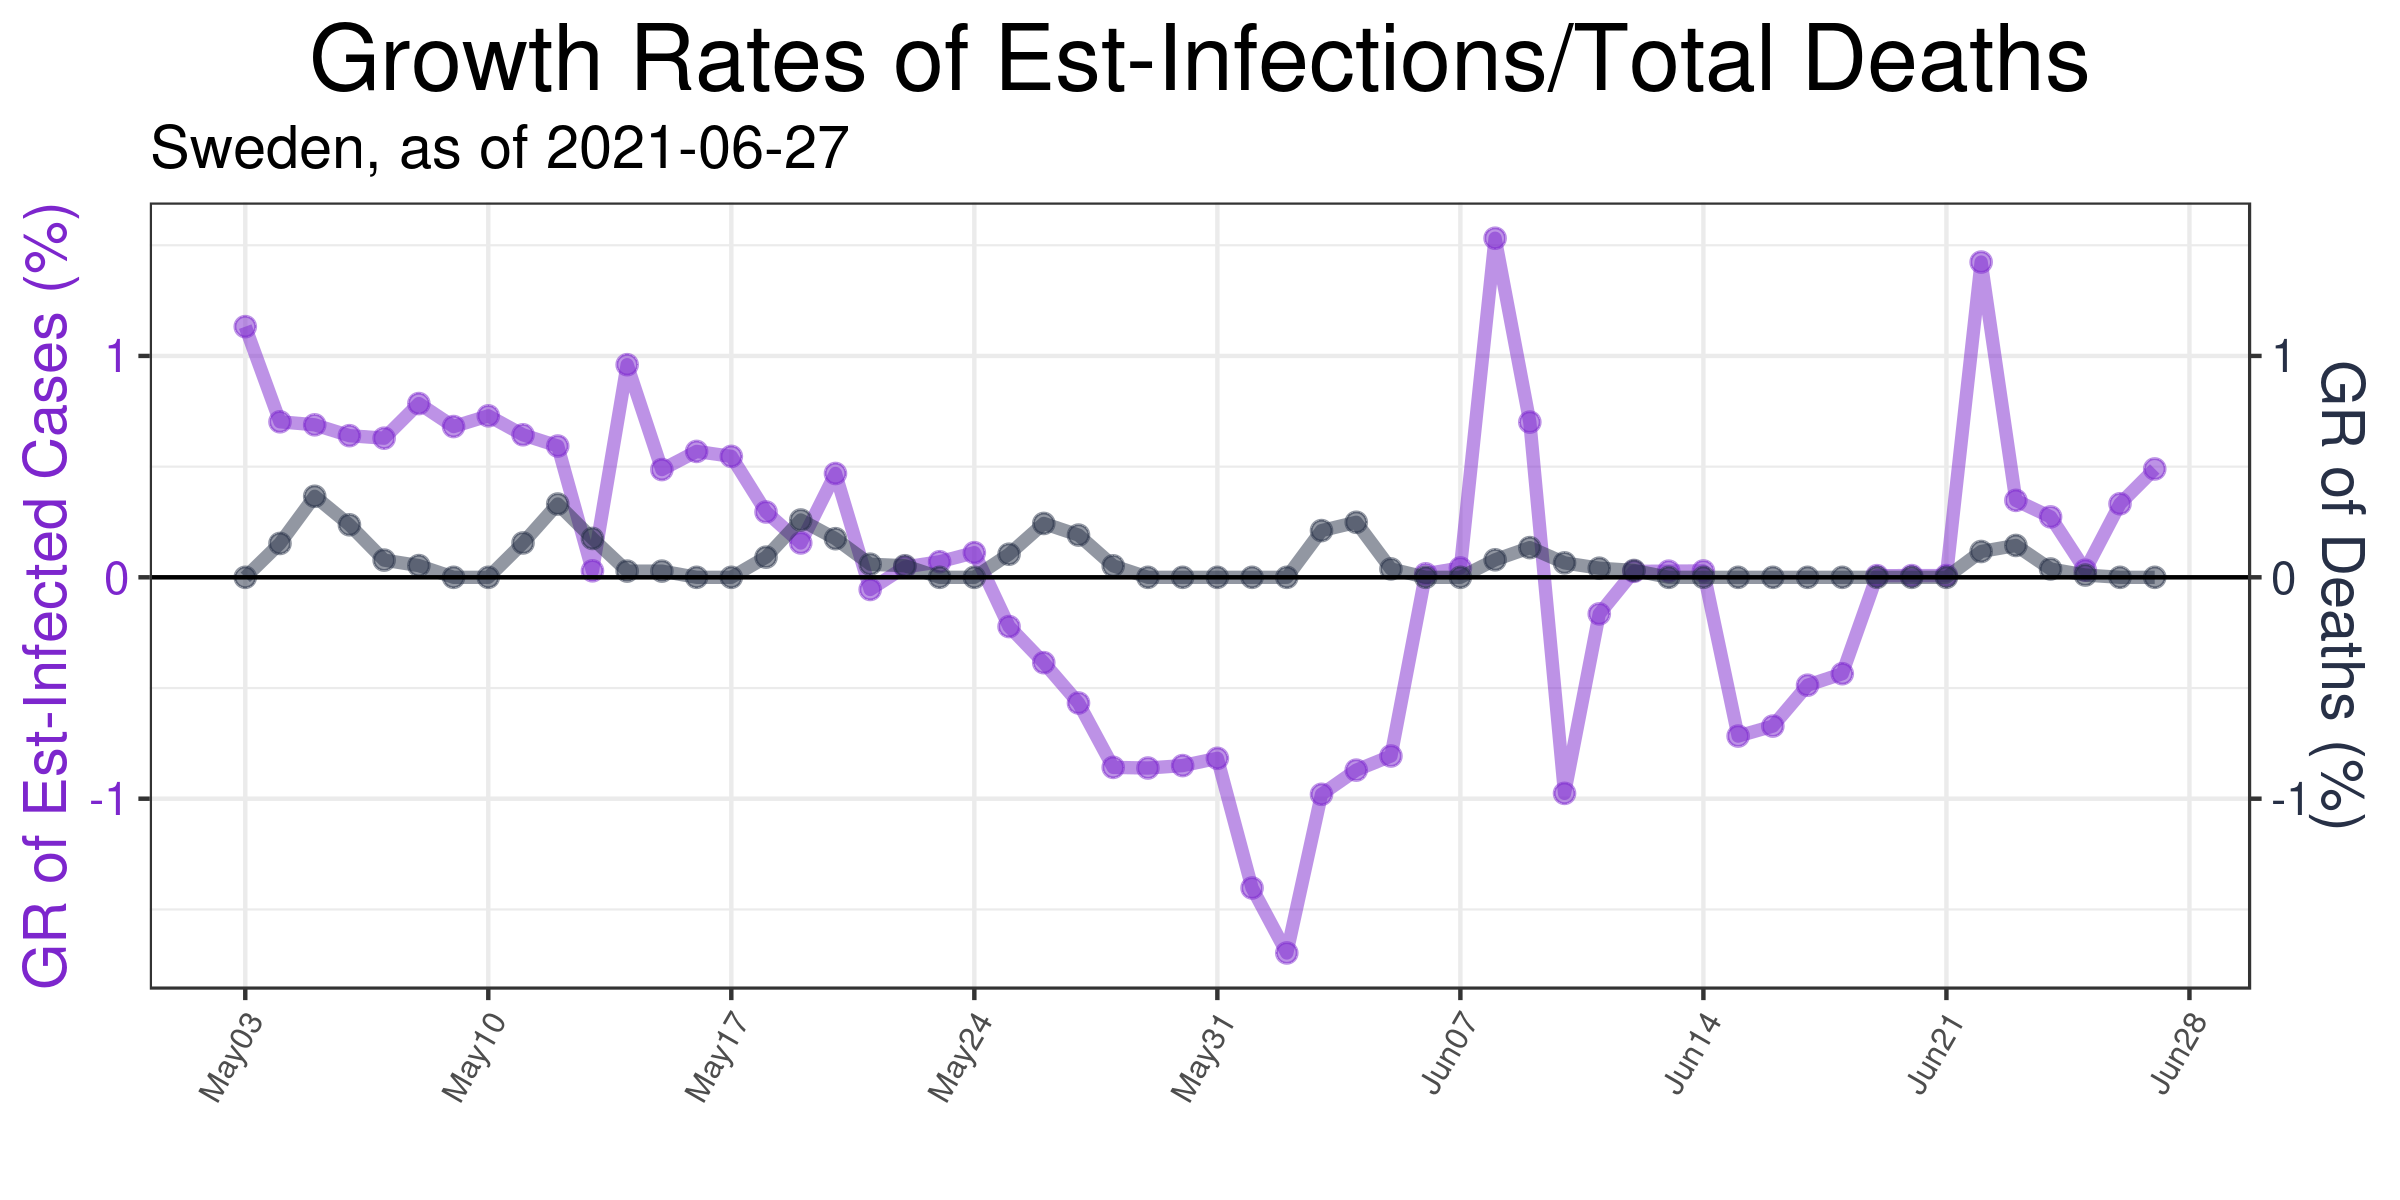 Growth Rates of Est-Infections/Total Deaths
Sweden, as of 2021-06-27
GR of Est-Infected Cases (%)
1
0
-1
1
0
-1
GR of Deaths (%)
May03
May10
May17
May24
May31
Jun07
Jun14
Jun21
Jun28